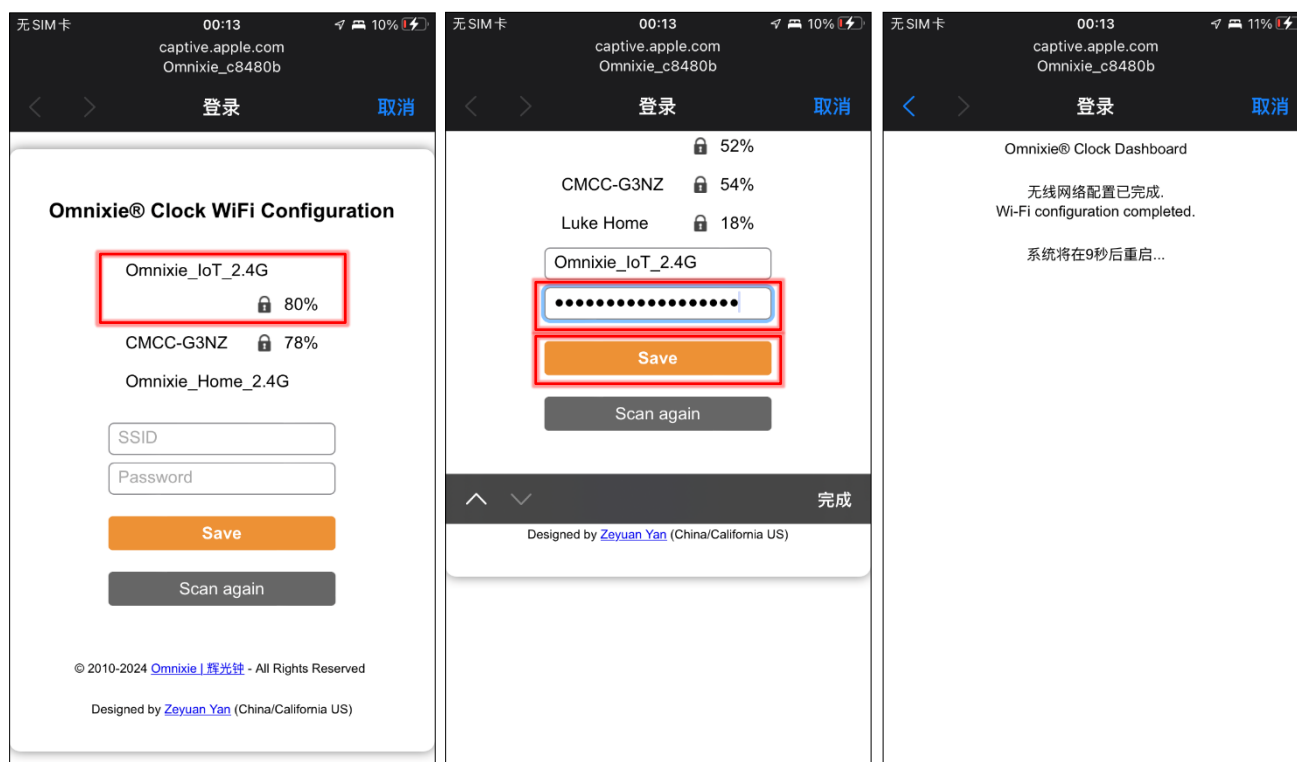 无SIM卡 00:13 10%
captive.apple.com
Omnixie_c8480b
登录 取消
Omnixie® Clock WiFi Configuration
Omnixie_IoT_2.4G
80%
CMCC-G3NZ 78%
Omnixie_Home_2.4G
SSID
Password
Save
Scan again
© 2010-2024 Omnixie | 辉光钟 - All Rights Reserved
Designed by Zeyuan Yan (China/California US)
无SIM卡 00:13 10%
captive.apple.com
Omnixie_c8480b
登录 取消
52%
CMCC-G3NZ 54%
Luke Home 18%
Omnixie_IoT_2.4G
••••••••••••••••••
Save
Scan again
完成
Designed by Zeyuan Yan (China/California US)
无SIM卡 00:13 11%
captive.apple.com
Omnixie_c8480b
登录 取消
Omnixie® Clock Dashboard
无线网络配置已完成.
Wi-Fi configuration completed.
系统将在9秒后重启...